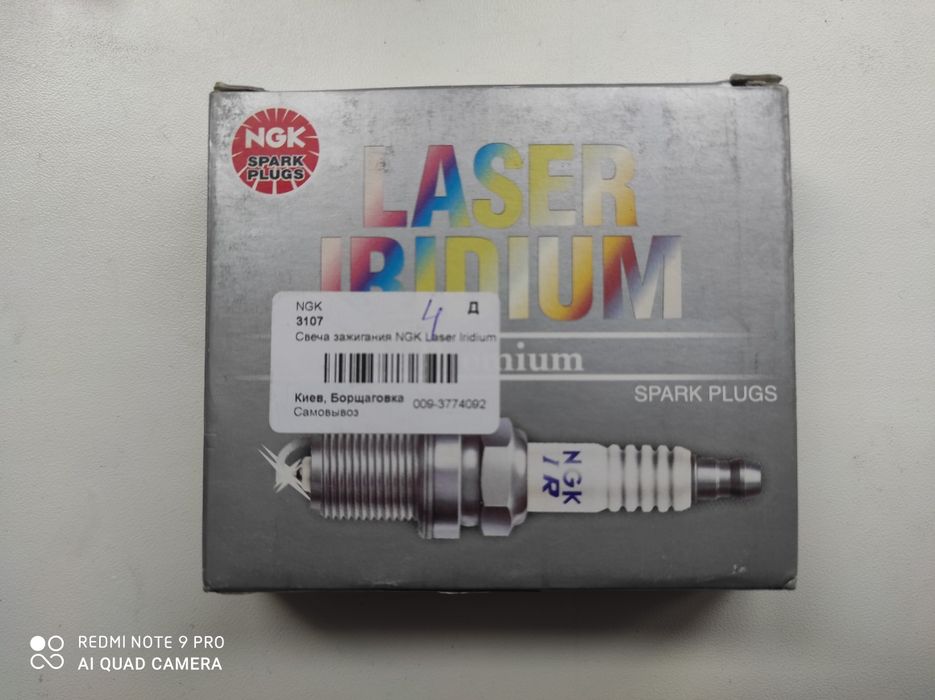 NGK
SPARK
PLUGS
LASER
IRIDIUM
NGK
3107
4
Д
Свеча зажигания NGK Laser Iridium
Киев, Борщаговка
009-3774092
Самовывоз
SPARK PLUGS
NGK
IR
REDMI NOTE 9 PRO
AI QUAD CAMERA